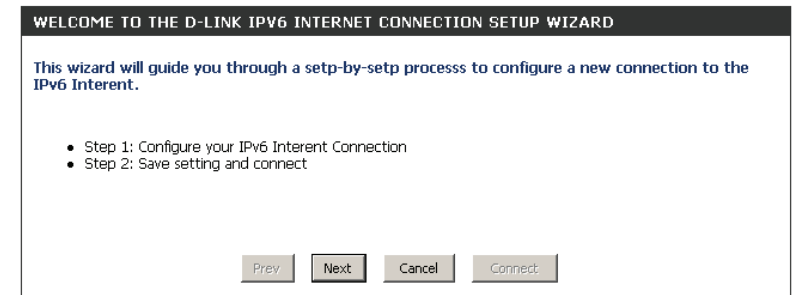 WELCOME TO THE D-LINK IPV6 INTERNET CONNECTION SETUP WIZARD
This wizard will guide you through a setp-by-setp processs to configure a new connection to the
IPv6 Interent.
• Step 1: Configure your IPv6 Interent Connection
• Step 2: Save setting and connect
Prev Next Cancel Connect